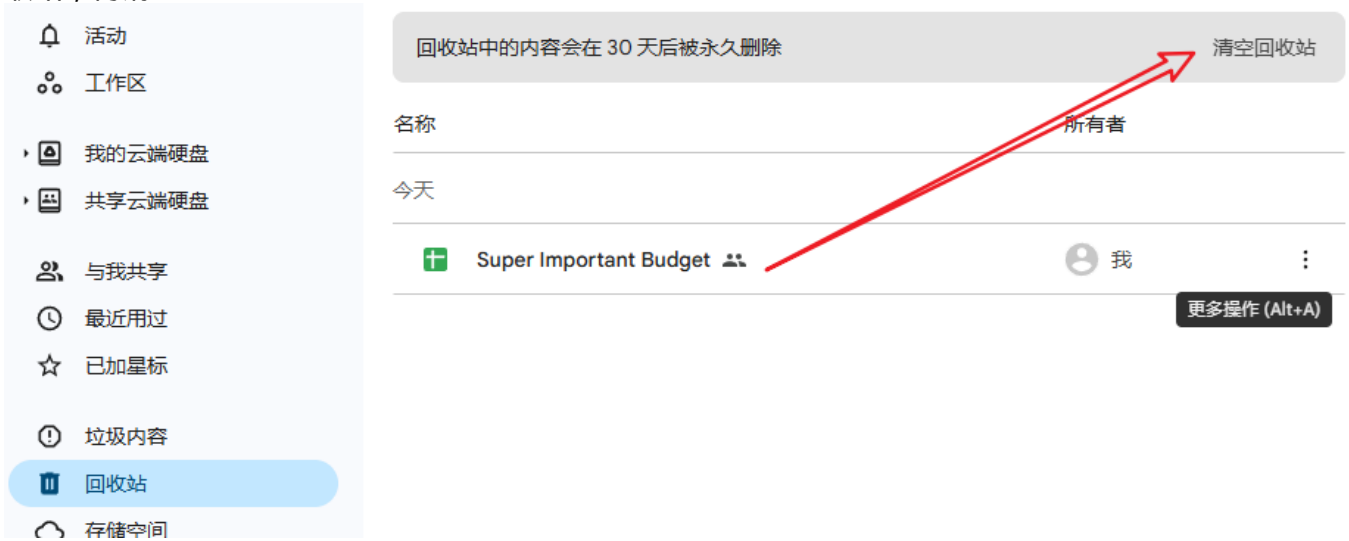 活动
工作区
我的云端硬盘
共享云端硬盘
与我共享
最近用过
已加星标
垃圾内容
回收站
存储空间
回收站中的内容会在 30 天后被永久删除 清空回收站
名称 所有者
今天
Super Important Budget 我
更多操作 (Alt+A)